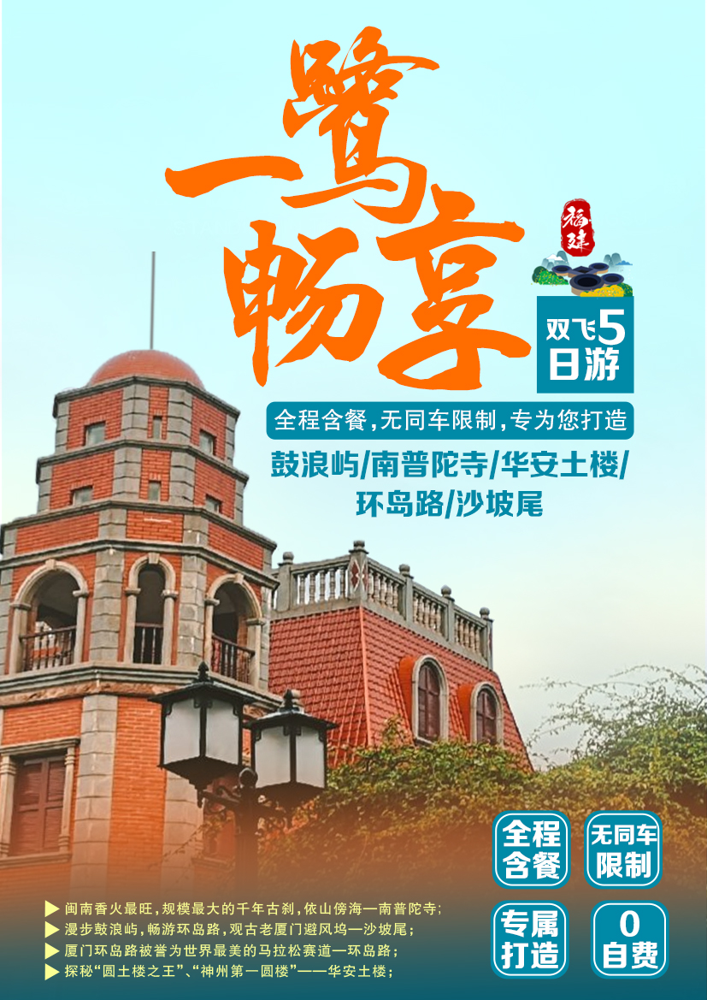 一鹭
畅享
福建
双飞5
日游
全程含餐,无同车限制,专为您打造
鼓浪屿/南普陀寺/华安土楼/
环岛路/沙坡尾
全程
含餐
无同车
限制
专属
打造
0
自费
▶ 闽南香火最旺,规模最大的千年古刹,依山傍海—南普陀寺;
▶ 漫步鼓浪屿,畅游环岛路,观古老厦门避风坞—沙坡尾;
▶ 厦门环岛路被誉为世界最美的马拉松赛道—环岛路;
▶ 探秘“圆土楼之王”、“神州第一圆楼”——华安土楼;